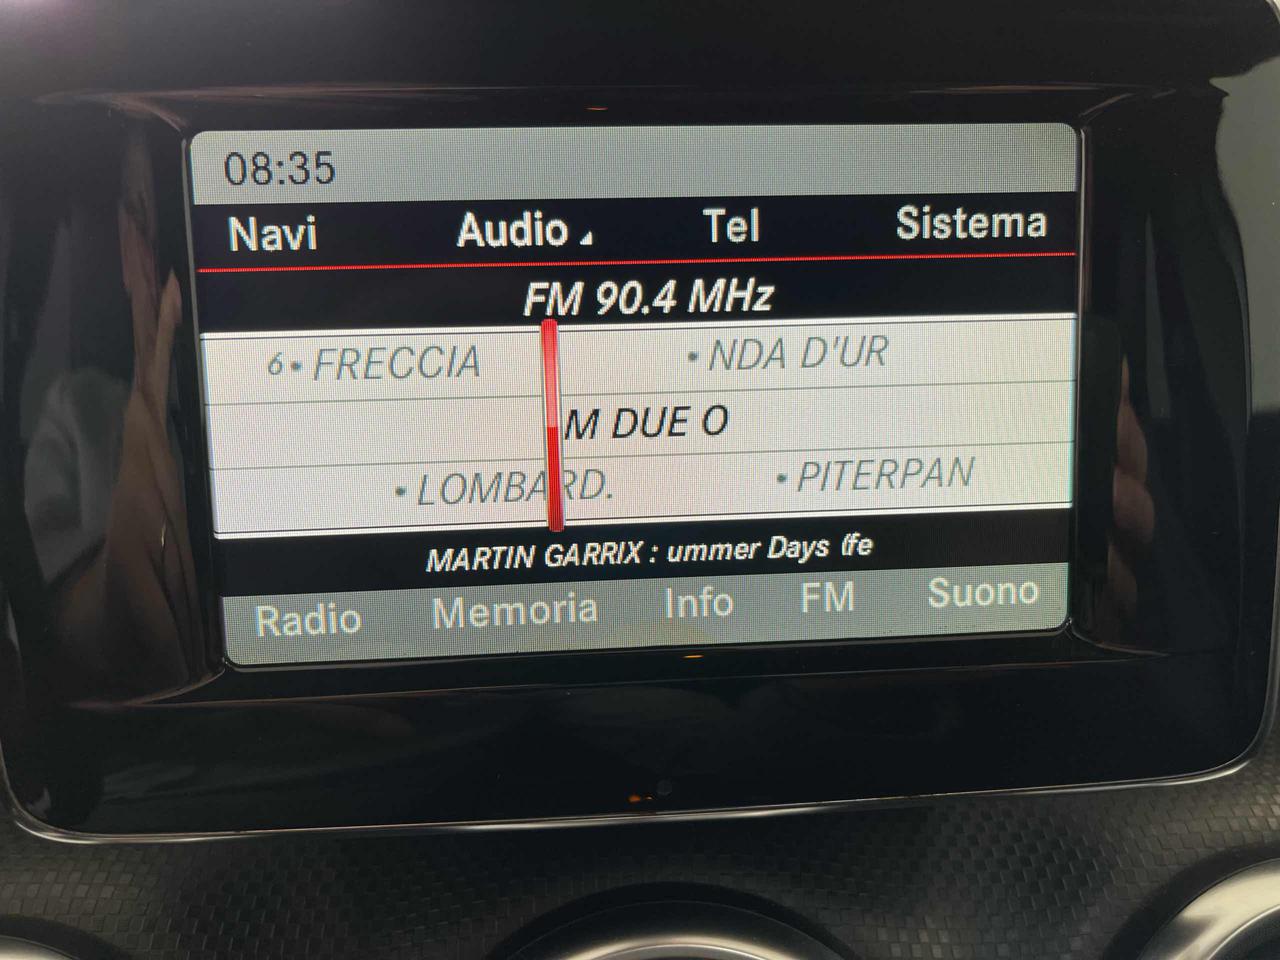 08:35
Navi Audio Tel Sistema
FM 90.4 MHz
6• FRECCIA • NDA D'UR
M DUE O
• LOMBARD. • PITERPAN
MARTIN GARRIX : ummer Days
Radio Memoria Info FM Suono